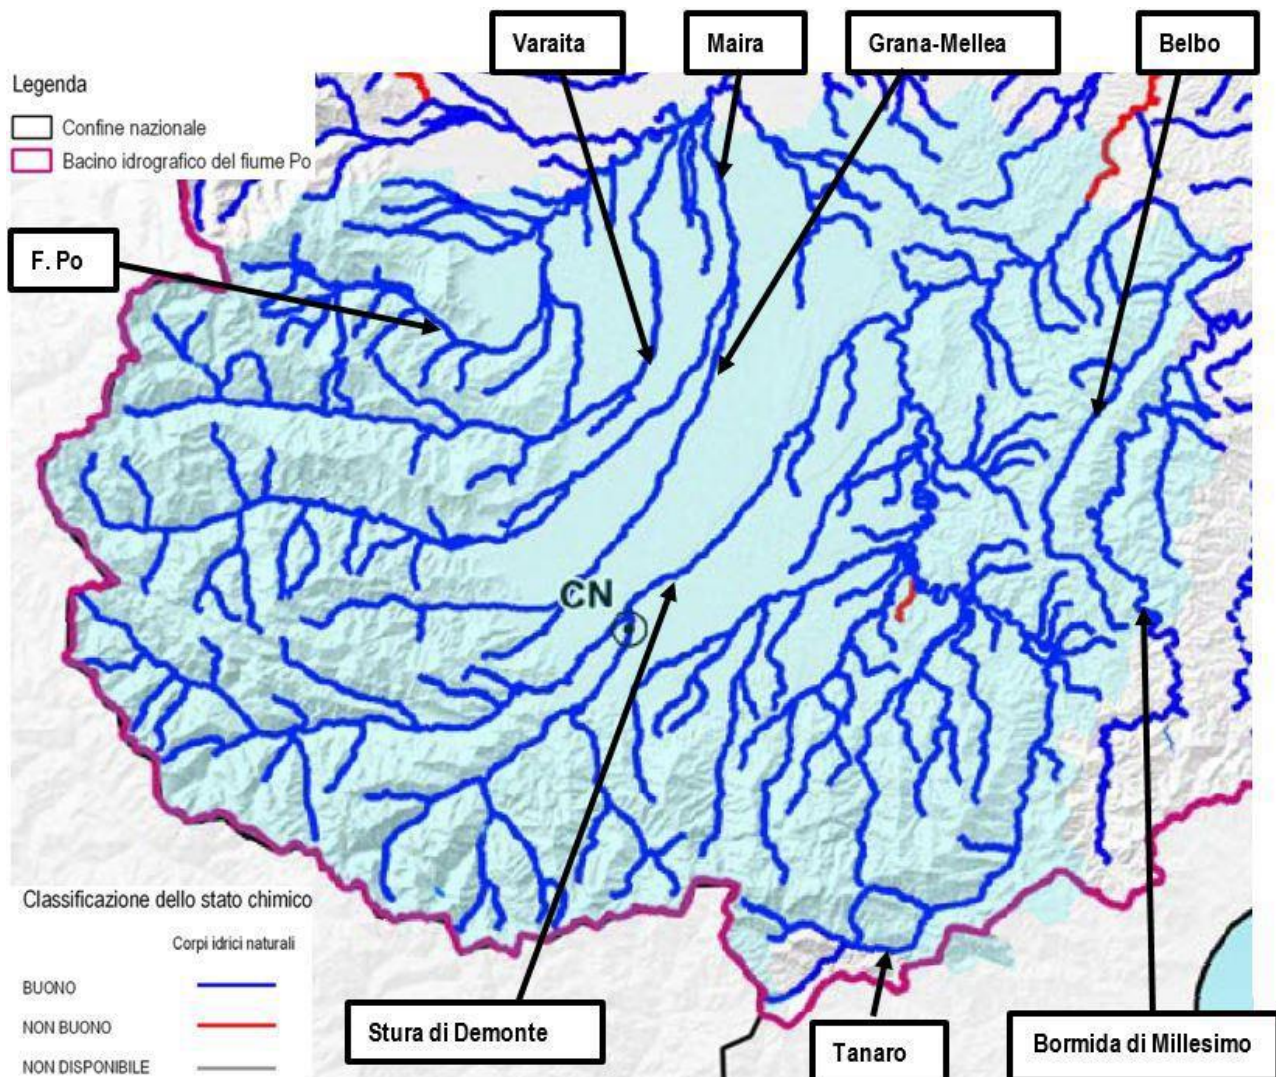 Varaita
Maira
Grana-Mellea
Belbo
Legenda
Confine nazionale
Bacino idrografico del fiume Po
F. Po
CN
Classificazione dello stato chimico
Corpi idrici naturali
BUONO
NON BUONO
NON DISPONIBILE
Stura di Demonte
Tanaro
Bormida di Millesimo